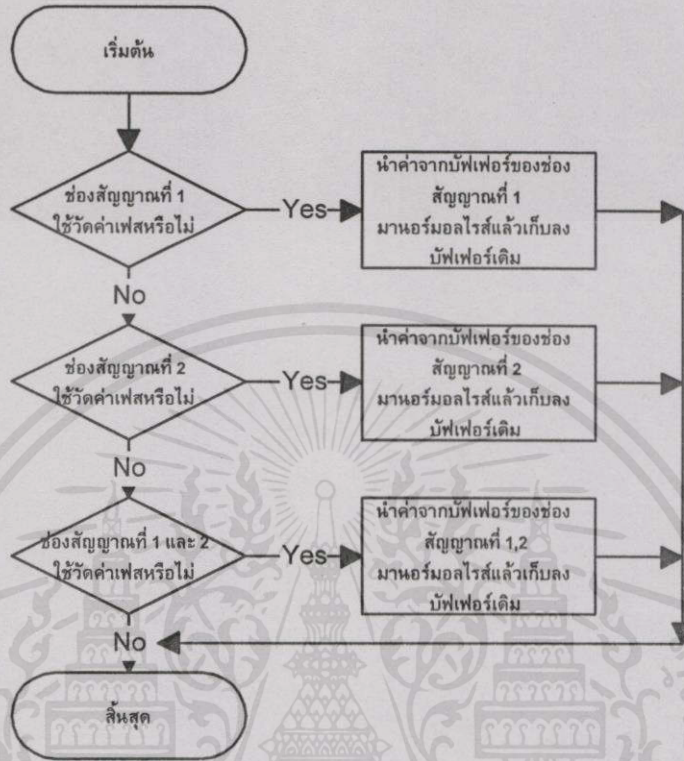 เริ่มต้น
ช่องสัญญาณที่ 1
ใช้วัดค่าเฟสหรือไม่
Yes
นำค่าจากบัฟเฟอร์ของช่อง
สัญญาณที่ 1
มานอร์มอลไรส์แล้วเก็บลง
บัฟเฟอร์เดิม
No
ช่องสัญญาณที่ 2
ใช้วัดค่าเฟสหรือไม่
Yes
นำค่าจากบัฟเฟอร์ของช่อง
สัญญาณที่ 2
มานอร์มอลไรส์แล้วเก็บลง
บัฟเฟอร์เดิม
No
ช่องสัญญาณที่ 1 และ 2
ใช้วัดค่าเฟสหรือไม่
Yes
นำค่าจากบัฟเฟอร์ของช่อง
สัญญาณที่ 1,2
มานอร์มอลไรส์แล้วเก็บลง
บัฟเฟอร์เดิม
No
สิ้นสุด